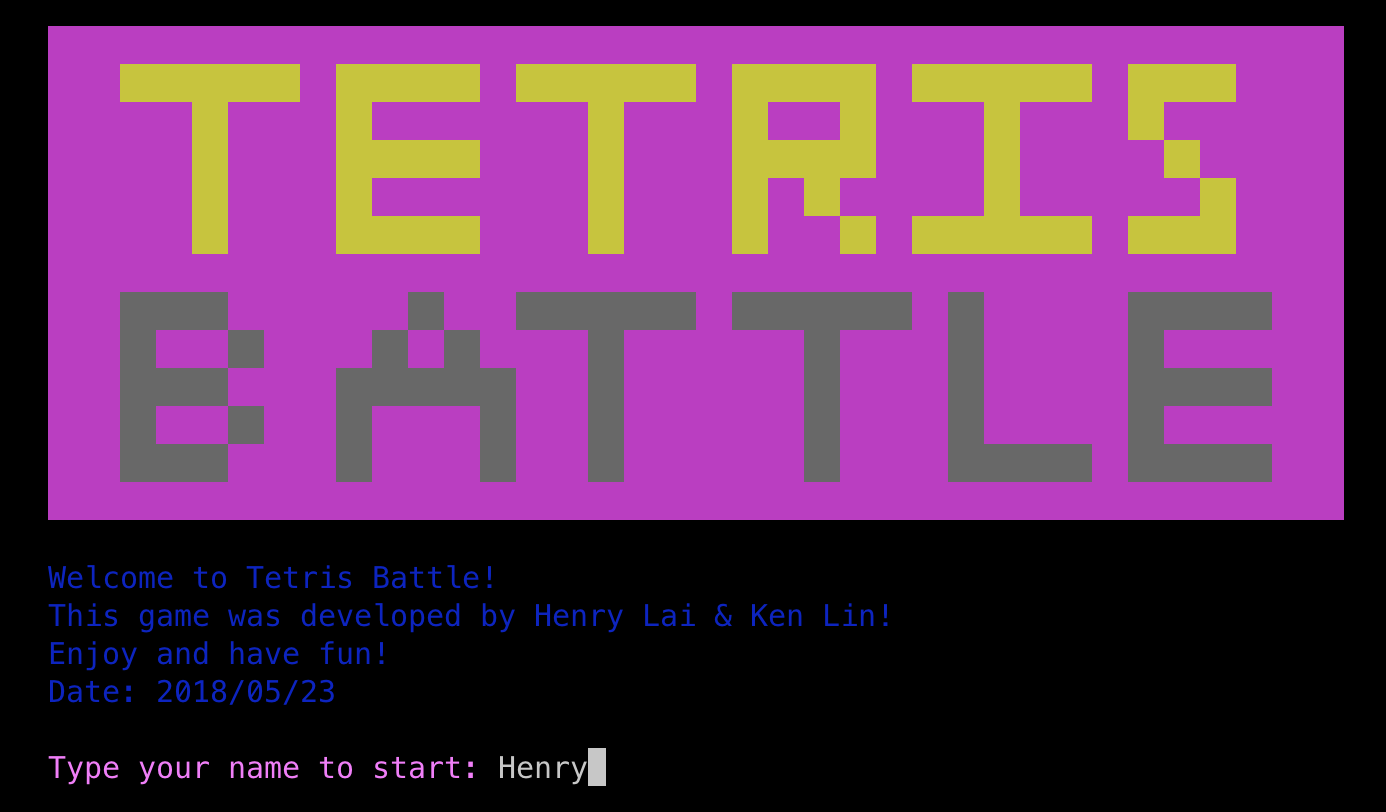 TETRIS
BATTLE
Welcome to Tetris Battle!
This game was developed by Henry Lai & Ken Lin!
Enjoy and have fun!
Date: 2018/05/23
Type your name to start: Henry